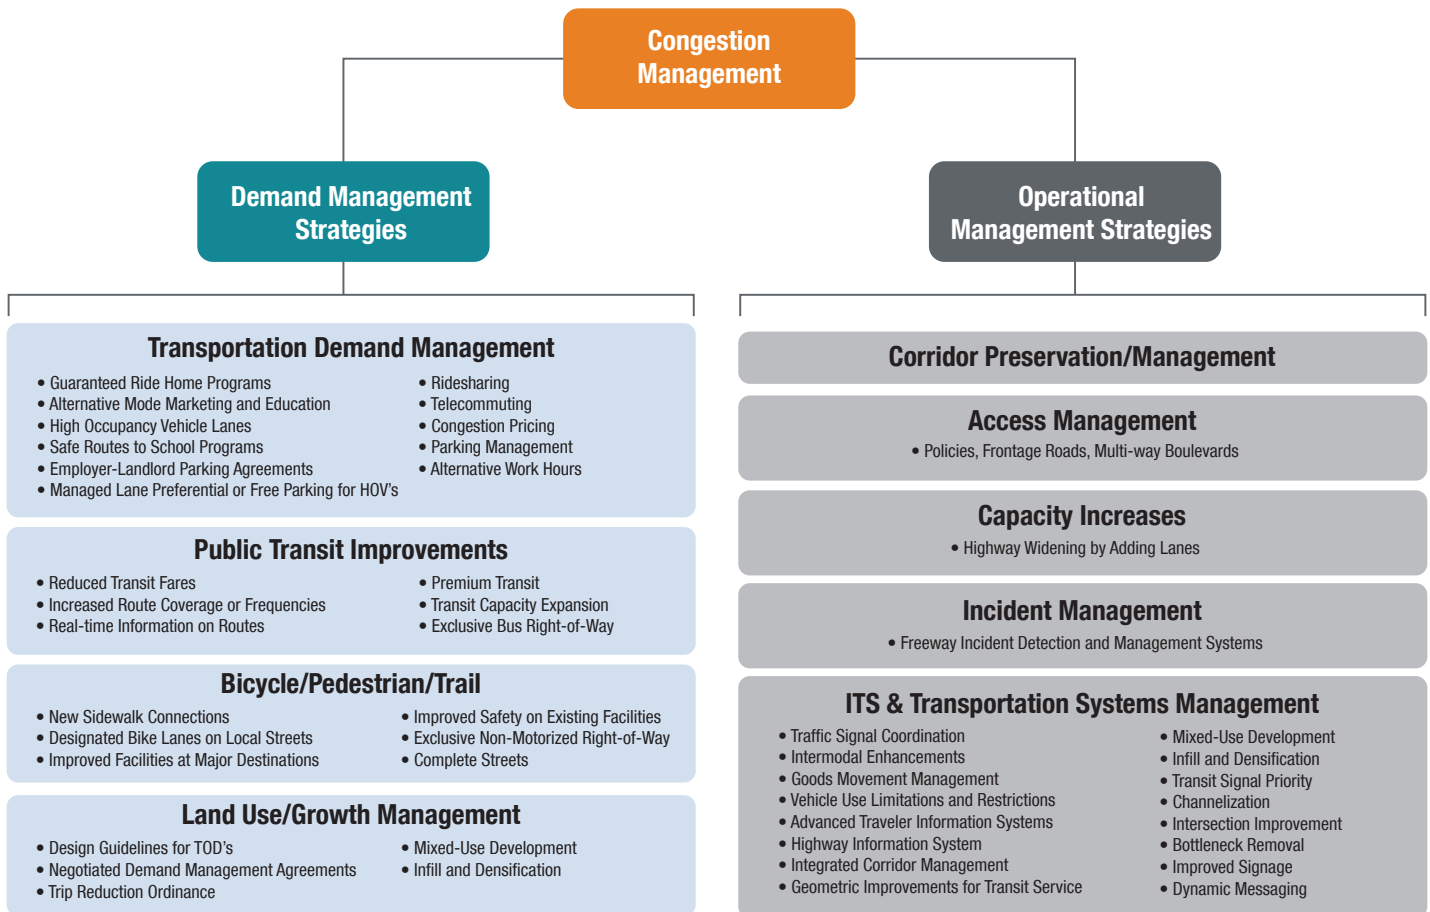 Congestion
Management
Demand Management
Strategies
Operational
Management Strategies
Transportation Demand Management
• Guaranteed Ride Home Programs
• Alternative Mode Marketing and Education
• High Occupancy Vehicle Lanes
• Safe Routes to School Programs
• Employer-Landlord Parking Agreements
• Managed Lane Preferential or Free Parking for HOV's
• Ridesharing
• Telecommuting
• Congestion Pricing
• Parking Management
• Alternative Work Hours
Public Transit Improvements
• Reduced Transit Fares
• Increased Route Coverage or Frequencies
• Real-time Information on Routes
• Premium Transit
• Transit Capacity Expansion
• Exclusive Bus Right-of-Way
Bicycle/Pedestrian/Trail
• New Sidewalk Connections
• Designated Bike Lanes on Local Streets
• Improved Facilities at Major Destinations
• Improved Safety on Existing Facilities
• Exclusive Non-Motorized Right-of-Way
• Complete Streets
Land Use/Growth Management
• Design Guidelines for TOD's
• Negotiated Demand Management Agreements
• Trip Reduction Ordinance
• Mixed-Use Development
• Infill and Densification
Corridor Preservation/Management
Access Management
• Policies, Frontage Roads, Multi-way Boulevards
Capacity Increases
• Highway Widening by Adding Lanes
Incident Management
• Freeway Incident Detection and Management Systems
ITS & Transportation Systems Management
• Traffic Signal Coordination
• Intermodal Enhancements
• Goods Movement Management
• Vehicle Use Limitations and Restrictions
• Advanced Traveler Information Systems
• Highway Information System
• Integrated Corridor Management
• Geometric Improvements for Transit Service
• Mixed-Use Development
• Infill and Densification
• Transit Signal Priority
• Channelization
• Intersection Improvement
• Bottleneck Removal
• Improved Signage
• Dynamic Messaging